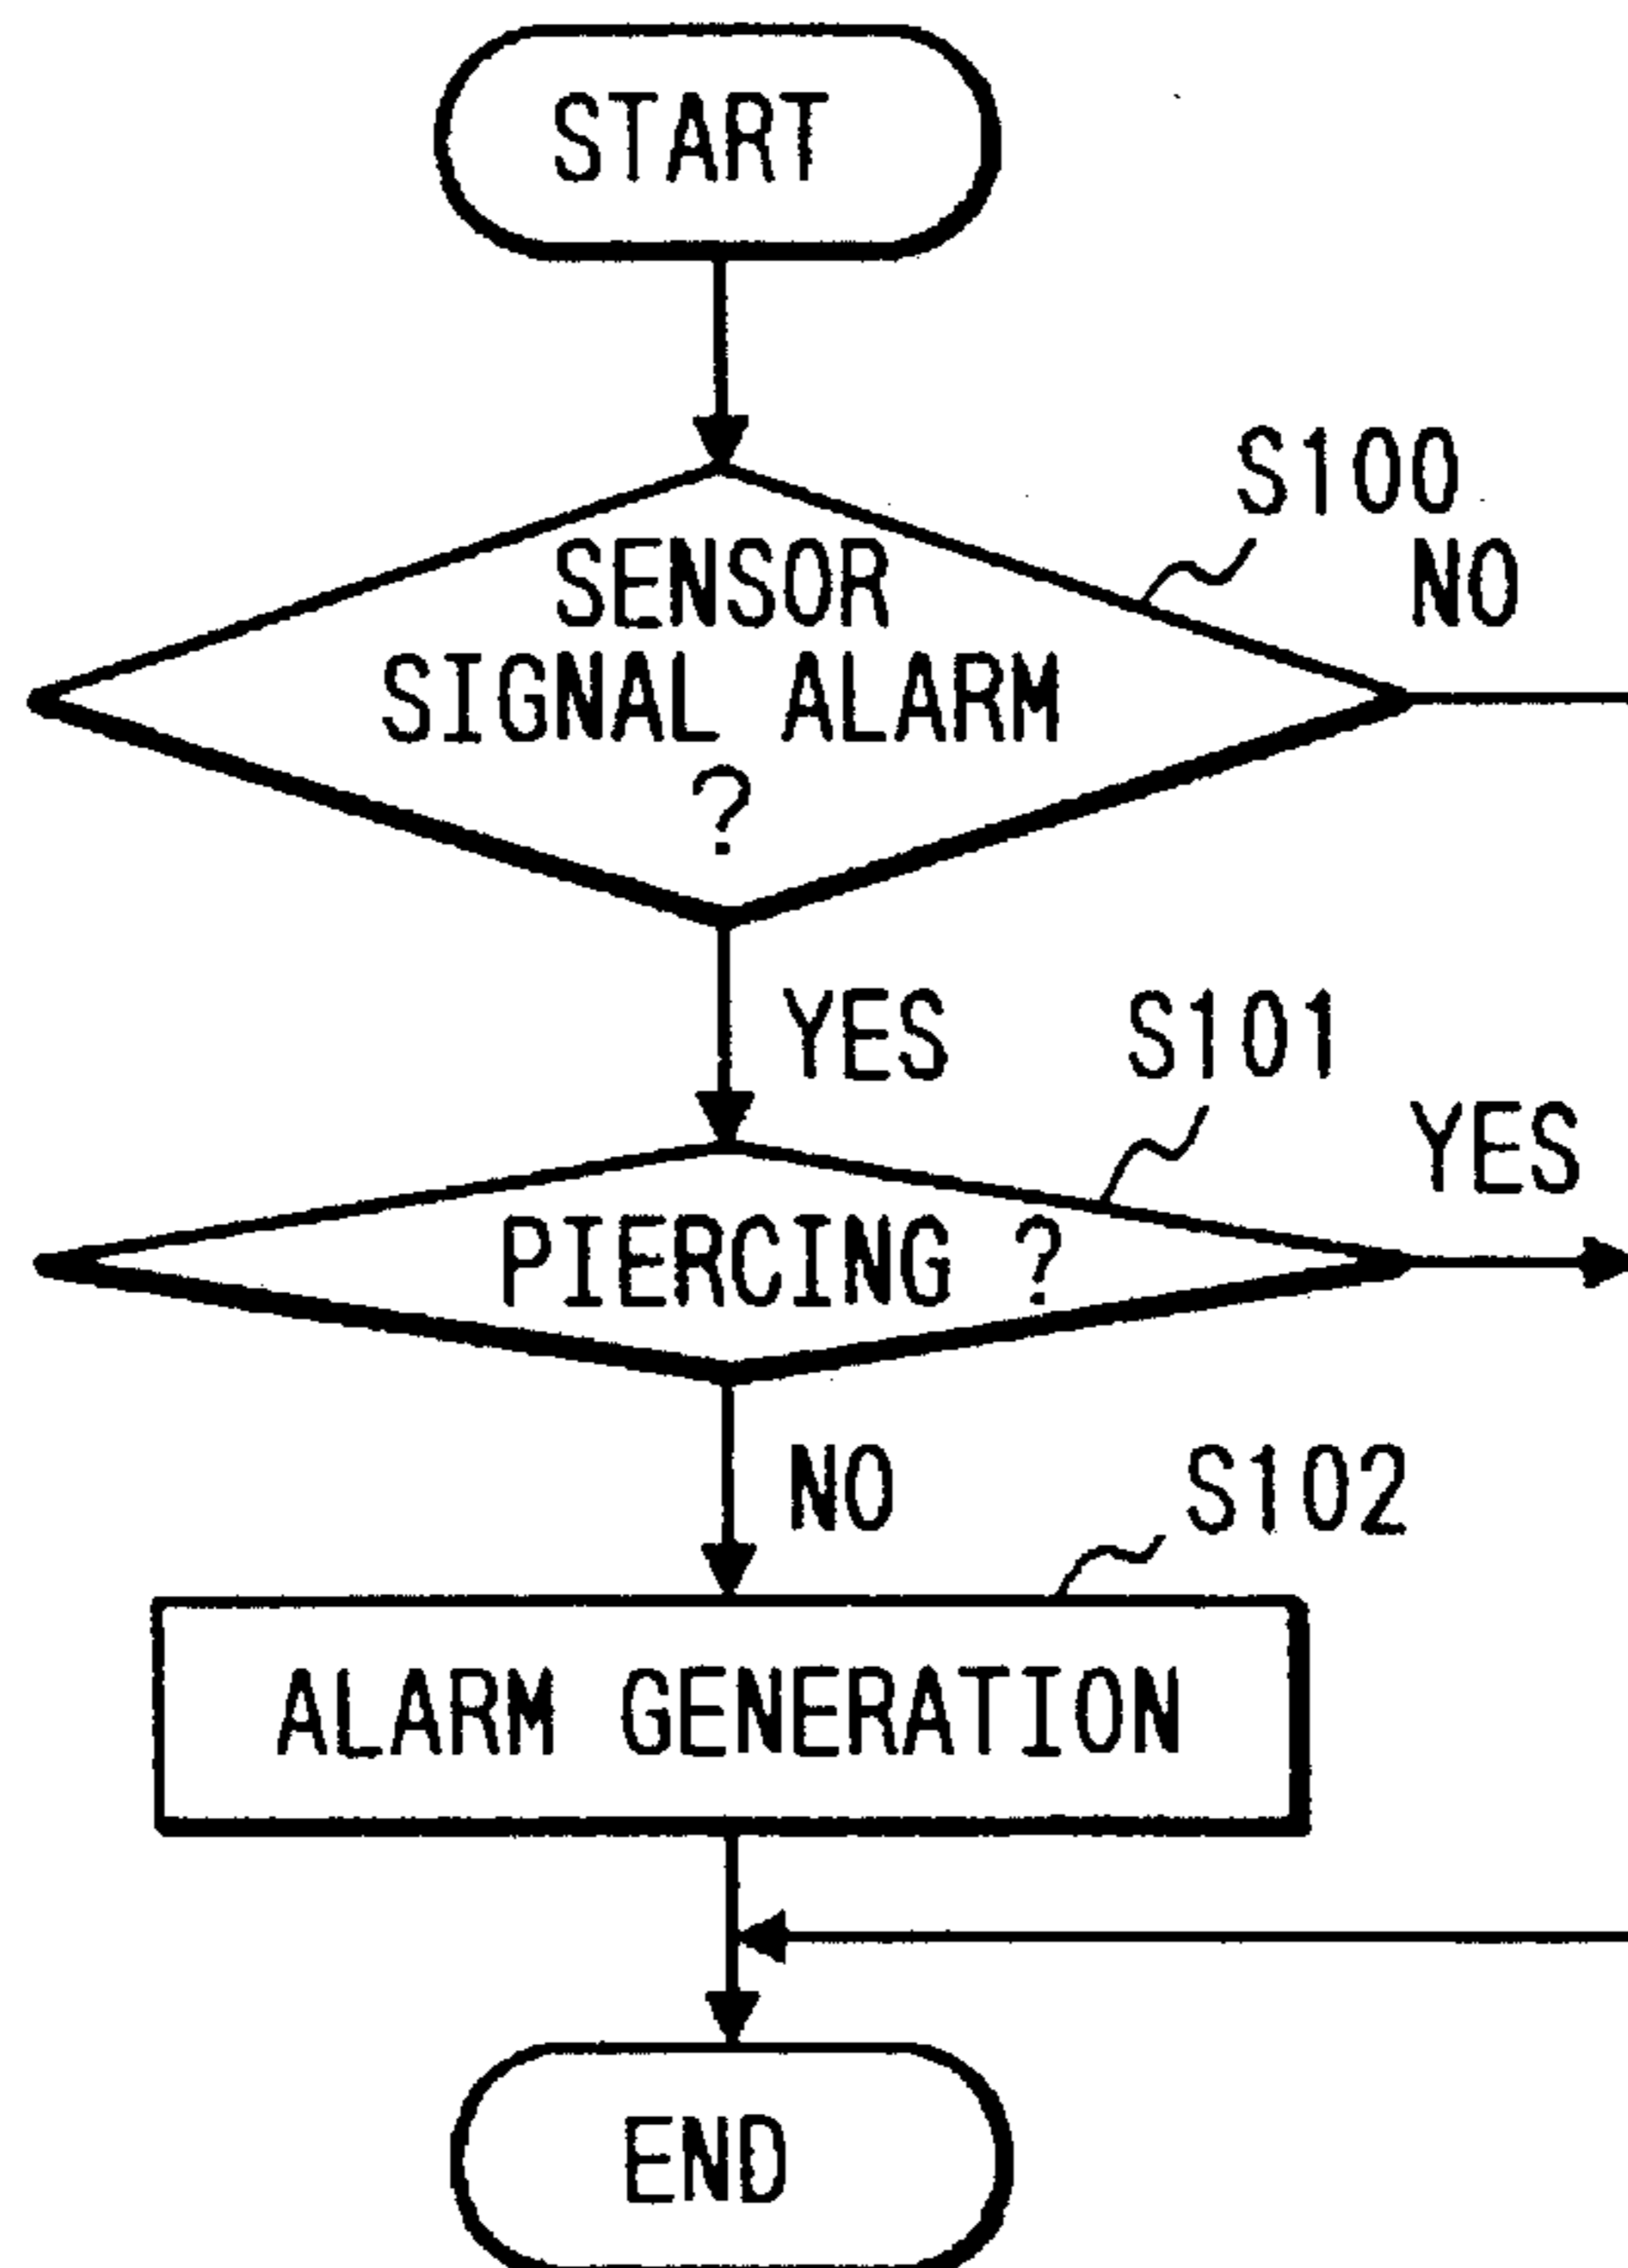 START
S100
NO
SENSOR
SIGNAL ALARM
?
YES
S101
YES
PIERCING ?
NO
S102
ALARM GENERATION
END